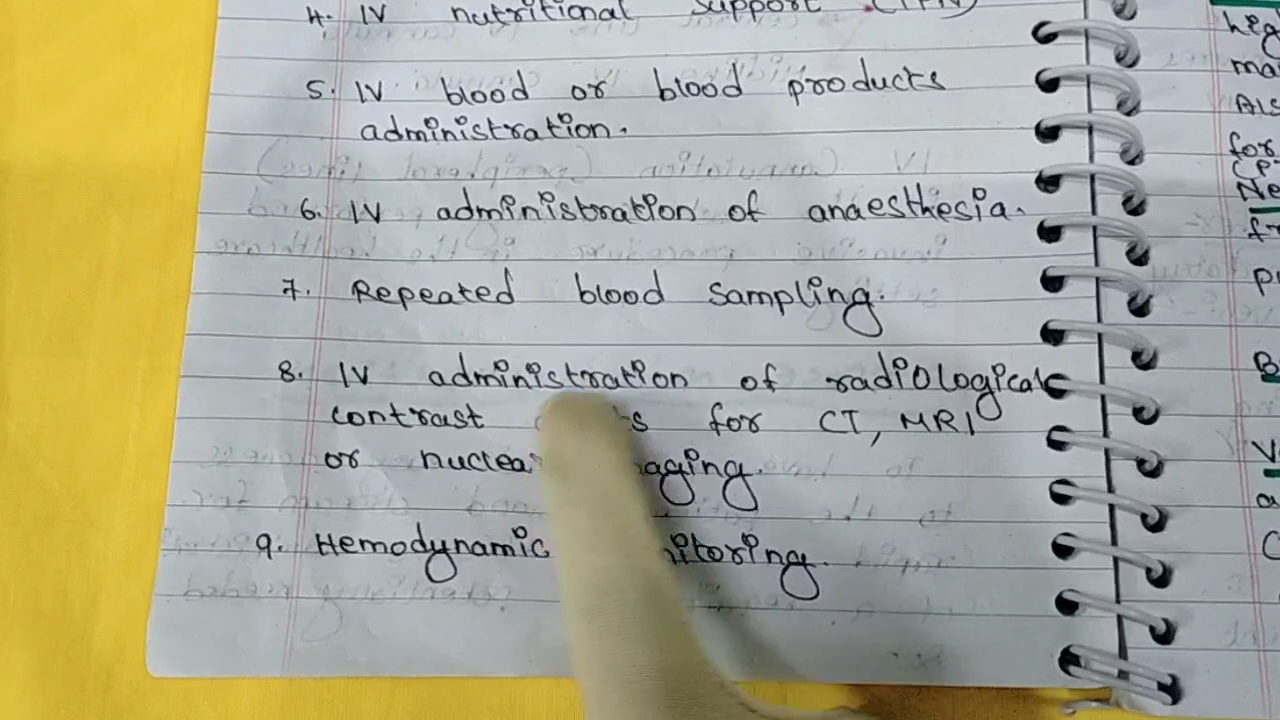 4. IV nutritional support (TPN)
5. IV blood or blood products
administration.
6. IV administration of anaesthesia.
7. Repeated blood sampling.
8. IV administration of radiological
contrast for CT, MRI
or
9. Hemodynamic